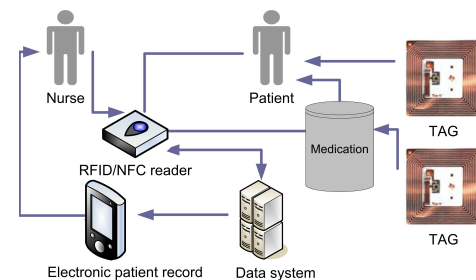 Nurse
Patient
TAG
RFID/NFC reader
Medication
TAG
Electronic patient record
Data system